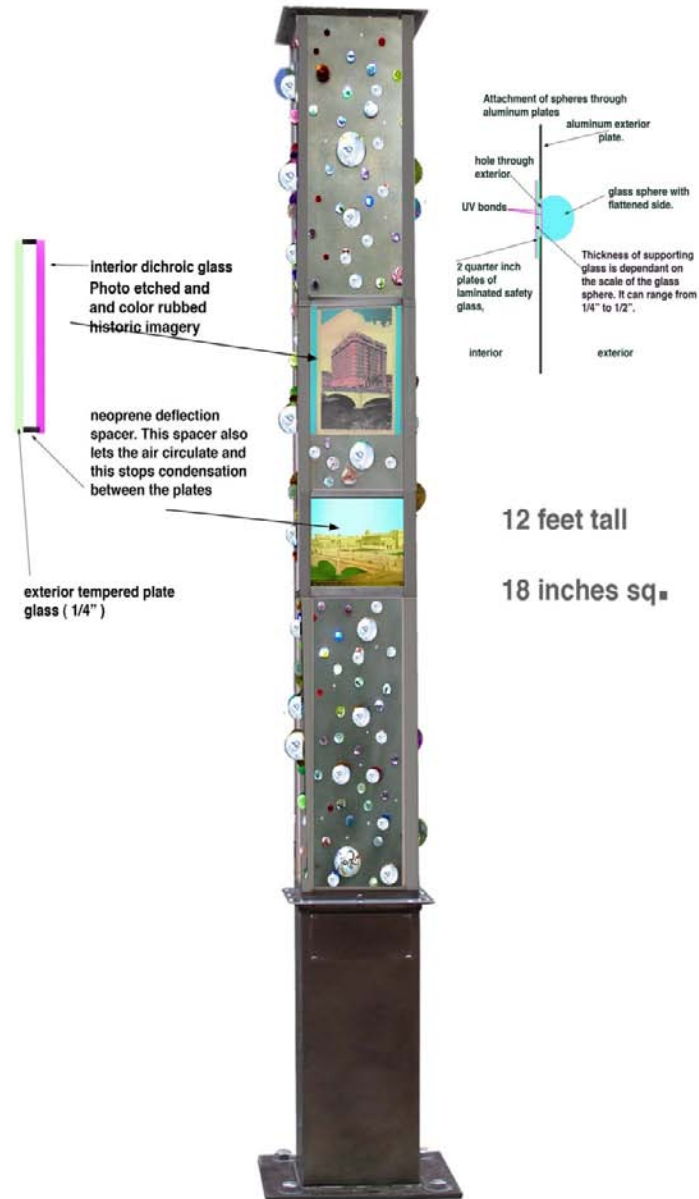 Attachment of spheres through
aluminum plates
aluminum exterior
plate.
hole through
exterior
UV bonds
glass sphere with
flattened side.
2 quarter inch
plates of
laminated safety
glass,
Thickness of supporting
glass is dependant on
the scale of the glass
sphere. It can range from
1/4" to 1/2".
interior
exterior
interior dichroic glass
Photo etched and
and color rubbed
historic imagery
neoprene deflection
spacer. This spacer also
lets the air circulate and
this stops condensation
between the plates
exterior tempered plate
glass ( 1/4" )
12 feet tall
18 inches sq.